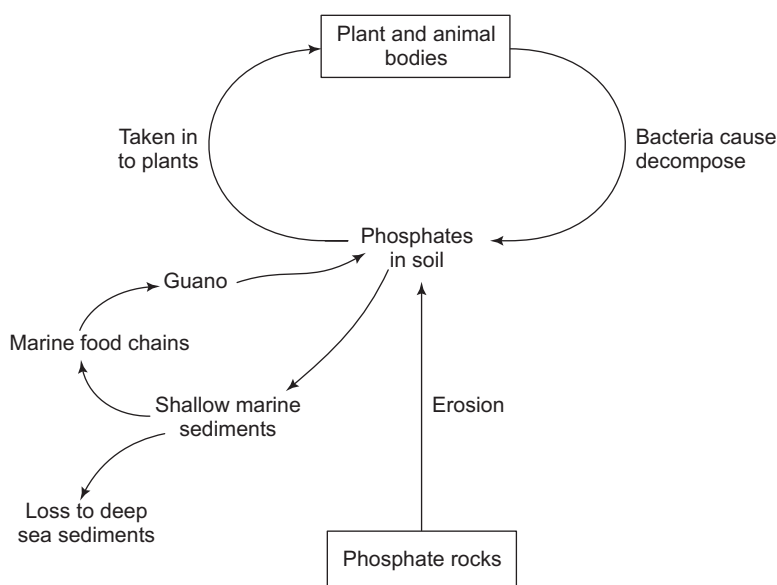 Plant and animal
bodies
Taken in
to plants
Bacteria cause
decompose
Phosphates
in soil
Guano
Marine food chains
Shallow marine
sediments
Erosion
Loss to deep
sea sediments
Phosphate rocks